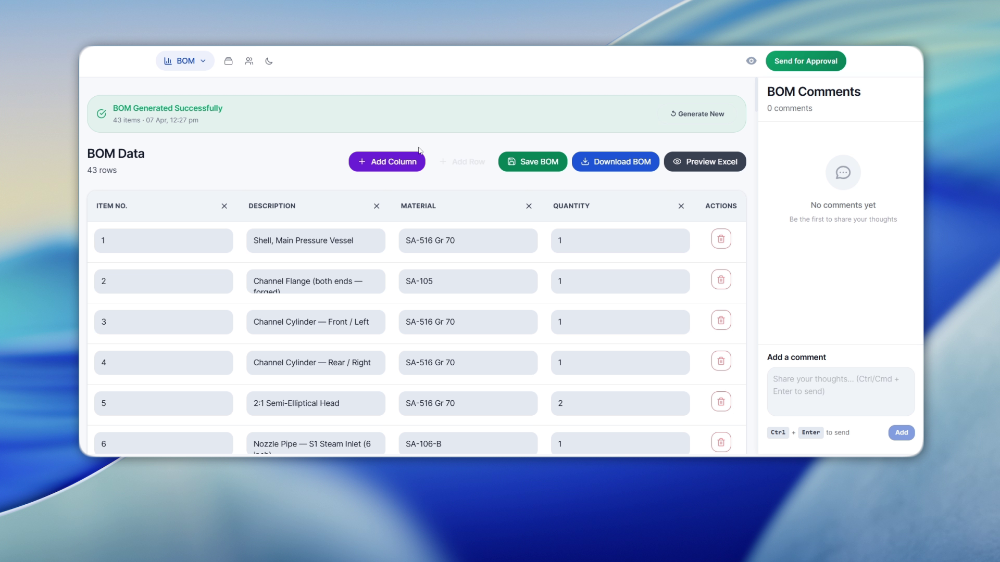 BOM
Send for Approval
BOM Generated Successfully
43 items · 07 Apr, 12:27 pm
Generate New
BOM Data
43 rows
+ Add Column
+ Add Row
Save BOM
Download BOM
Preview Excel
ITEM NO.
DESCRIPTION
MATERIAL
QUANTITY
ACTIONS
1
Shell, Main Pressure Vessel
SA-516 Gr 70
1
2
Channel Flange (both ends —
forged)
SA-105
1
3
Channel Cylinder — Front / Left
SA-516 Gr 70
1
4
Channel Cylinder — Rear / Right
SA-516 Gr 70
1
5
2:1 Semi-Elliptical Head
SA-516 Gr 70
2
6
Nozzle Pipe — S1 Steam Inlet (6
inch)
SA-106-B
1
BOM Comments
0 comments
No comments yet
Be the first to share your thoughts
Add a comment
Share your thoughts... (Ctrl/Cmd +
Enter to send)
Ctrl + Enter to send
Add